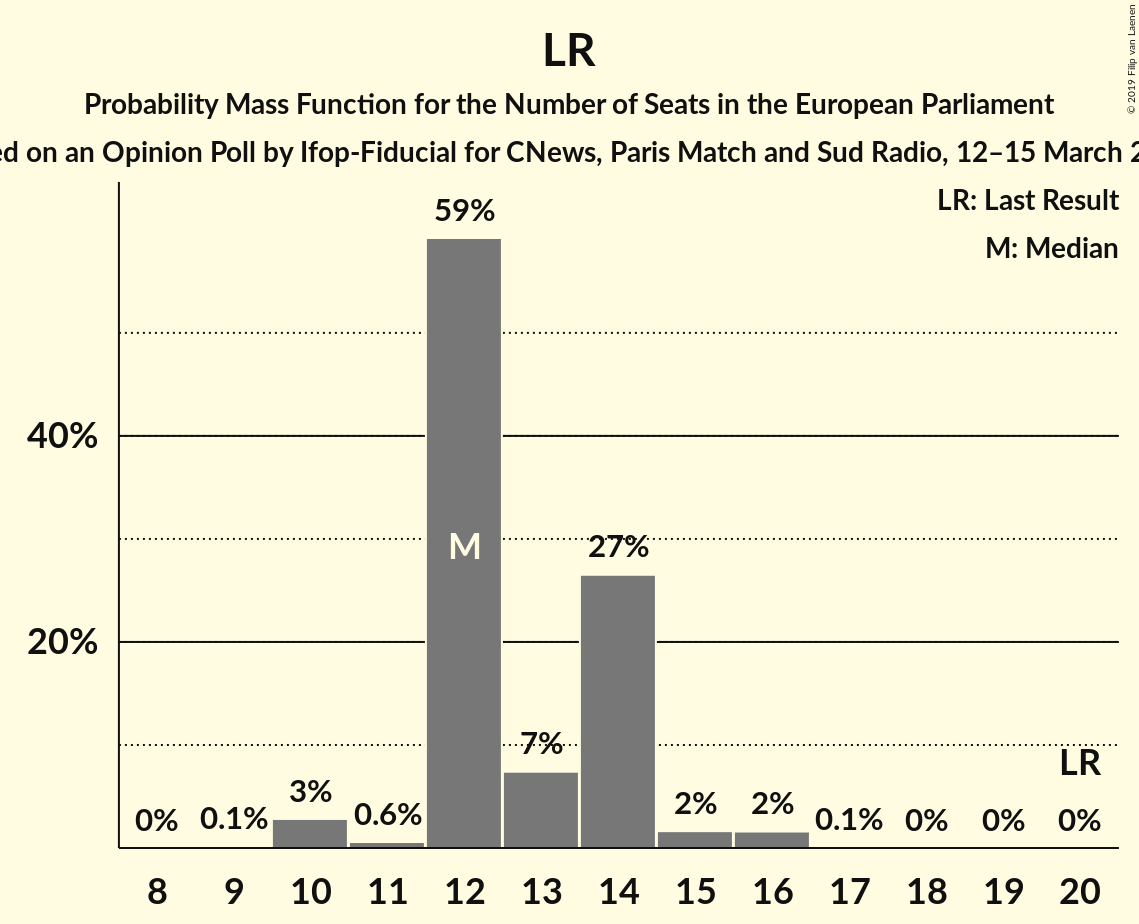 LR
Probability Mass Function for the Number of Seats in the European Parliament
on an Opinion Poll by Ifop-Fiducial for CNews, Paris Match and Sud Radio, 12–15 March
© 2019 Filip van Laenen
LR: Last Result
M: Median
59%
40%
M
27%
20%
7%
LR
0%
0.1%
3%
0.6%
2%
2%
0.1%
0%
0%
0%
8 9 10 11 12 13 14 15 16 17 18 19 20